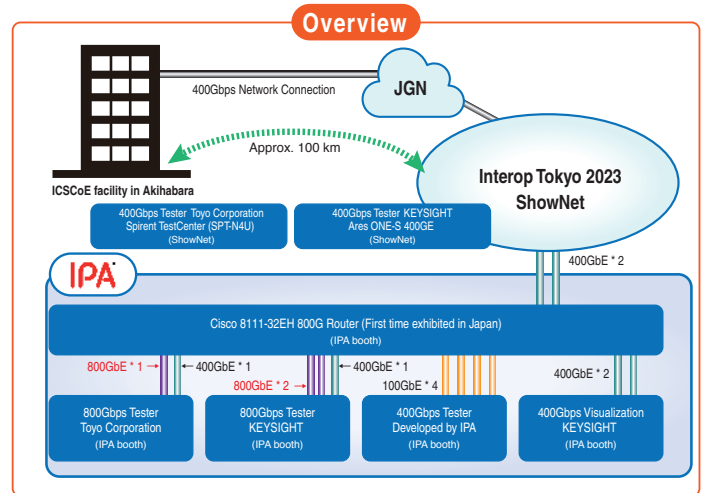 Overview
400Gbps Network Connection
JGN
Approx. 100 km
ICSCoE facility in Akihabara
Interop Tokyo 2023
ShowNet
400Gbps Tester Toyo Corporation
Spirent TestCenter (SPT-N4U)
(ShowNet)
400Gbps Tester KEYSIGHT
Ares ONE-S 400GE
(ShowNet)
400GbE * 2
IPA
Cisco 8111-32EH 800G Router (First time exhibited in Japan)
(IPA booth)
800GbE * 1 →
← 400GbE * 1
800GbE * 2 →
← 400GbE * 1
100GbE * 4
400GbE * 2
800Gbps Tester
Toyo Corporation
(IPA booth)
800Gbps Tester
KEYSIGHT
(IPA booth)
400Gbps Tester
Developed by IPA
(IPA booth)
400Gbps Visualization
KEYSIGHT
(IPA booth)